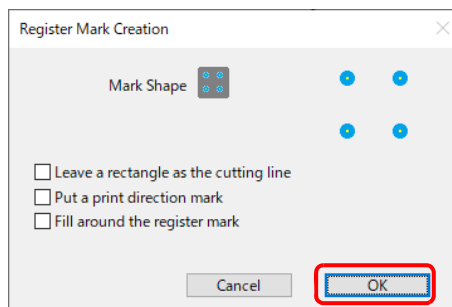 Register Mark Creation
Mark Shape
Leave a rectangle as the cutting line
Put a print direction mark
Fill around the register mark
Cancel
OK